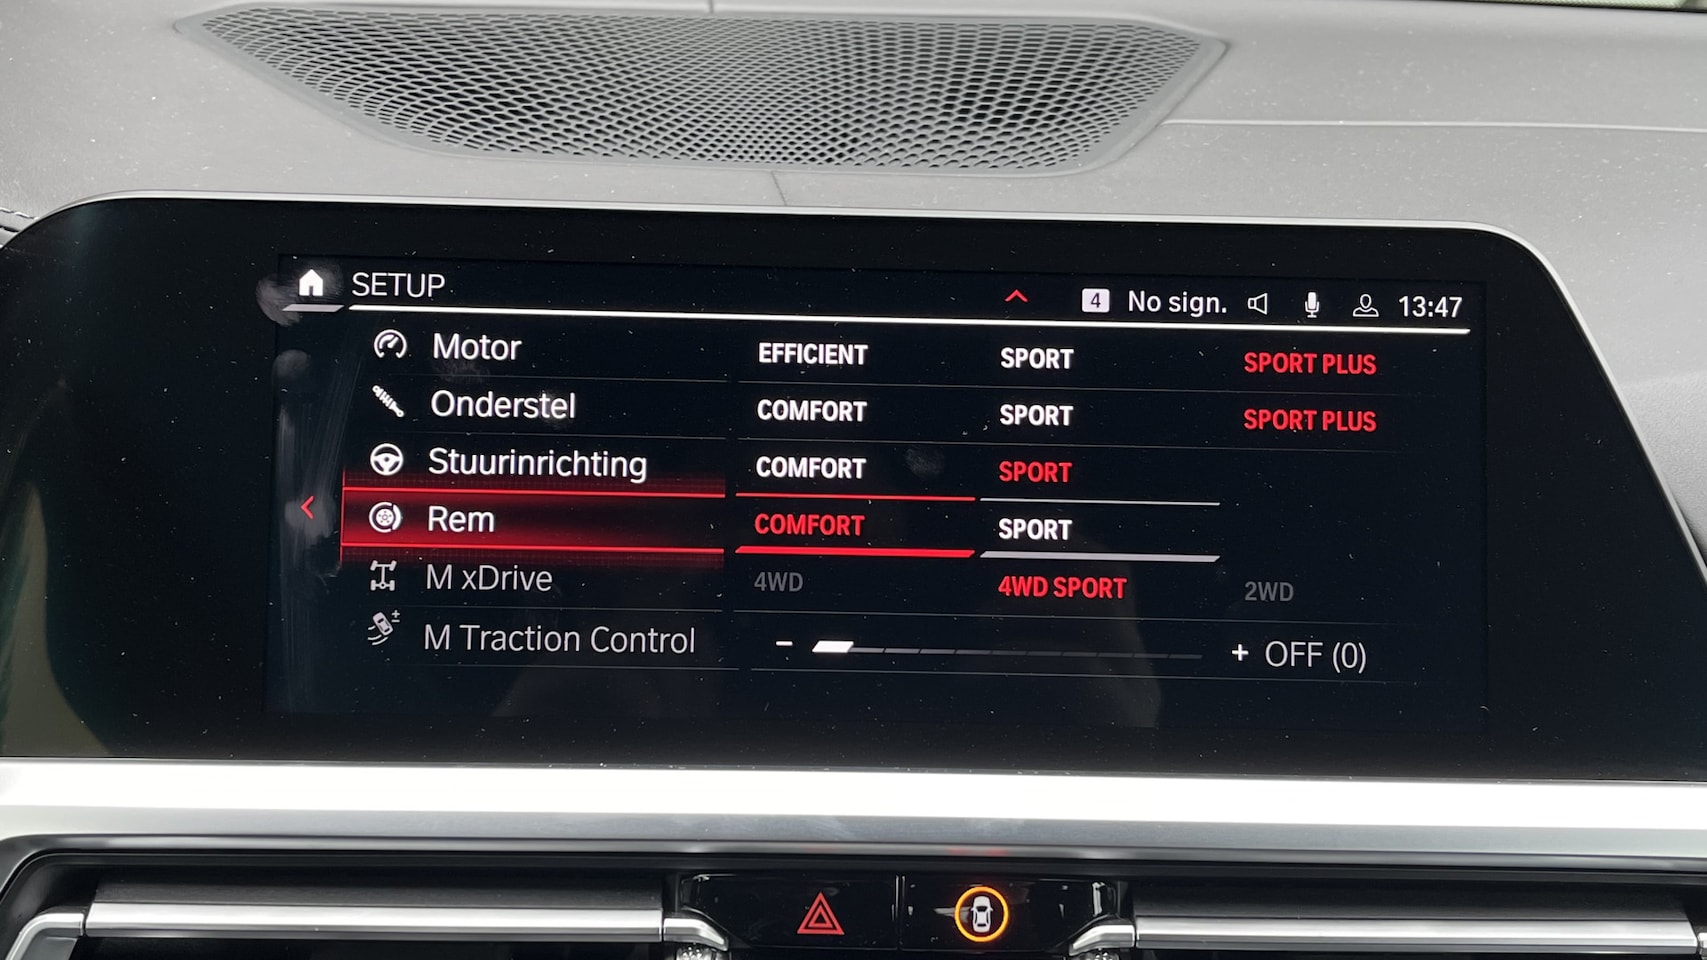 SETUP 4 No sign. 13:47
Motor EFFICIENT SPORT SPORT PLUS
Onderstel COMFORT SPORT SPORT PLUS
Stuurinrichting COMFORT SPORT
Rem COMFORT SPORT
M xDrive 4WD 4WD SPORT 2WD
M Traction Control - + OFF (0)